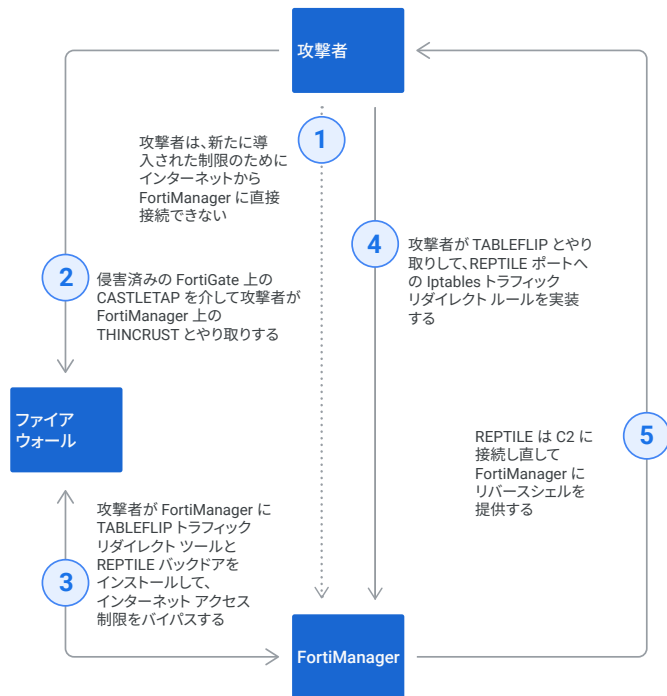 攻撃者
1
攻撃者は、新たに導
入された制限のために
インターネットから
FortiManager に直接
接続できない
4
攻撃者が TABLEFLIP とやり
取りして、REPTILE ポートへ
の Iptables トラフィック
リダイレクト ルールを実装
する
2
侵害済みの FortiGate 上の
CASTLETAP を介して攻撃者が
FortiManager 上の
THINCRUST とやり取りする
ファイア
ウォール
5
REPTILE は C2 に
接続し直して
FortiManager に
リバースシェルを
提供する
3
攻撃者が FortiManager に
TABLEFLIP トラフィック
リダイレクト ツールと
REPTILE バックドアを
インストールして、
インターネット アクセス
制限をバイパスする
FortiManager